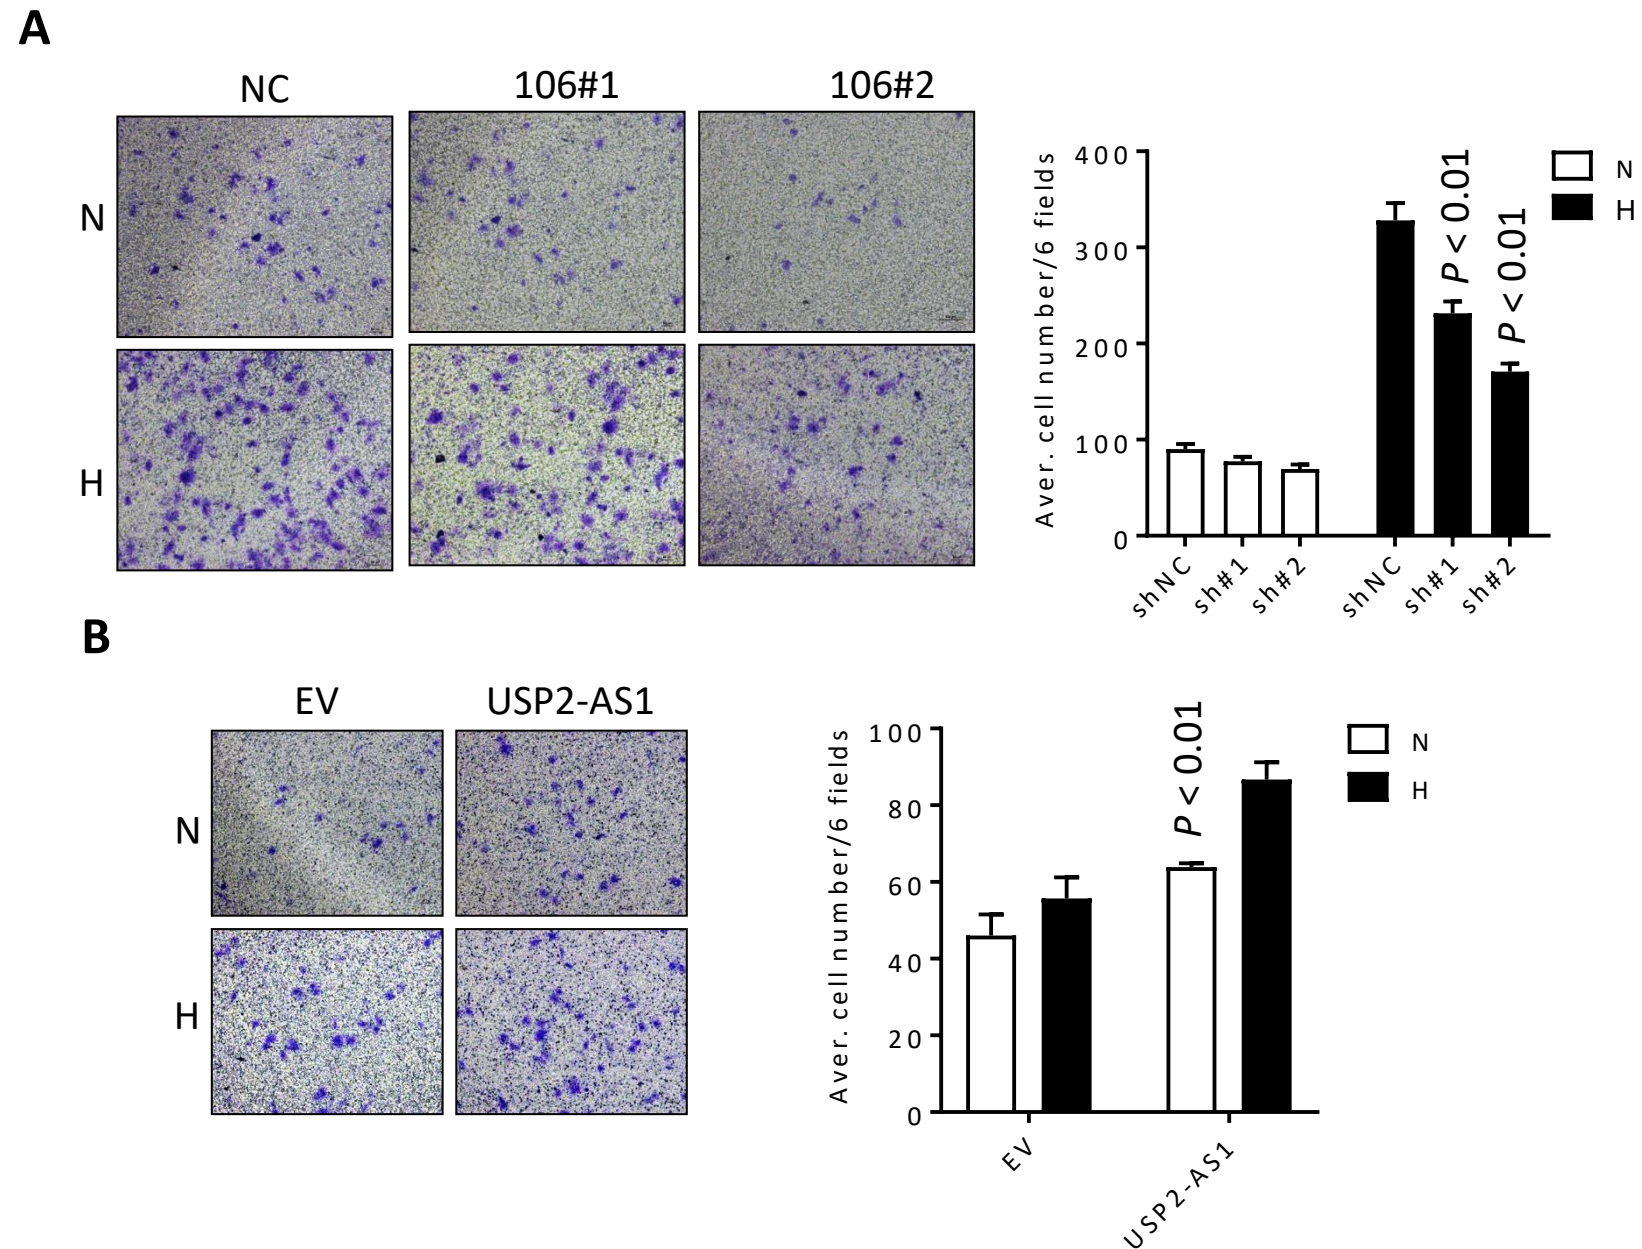 A
NC
106#1
106#2
N
H
Aver. cell number/6 fields
400
300
200
100
0
P < 0.01
P < 0.01
N
H
shNC
sh#1
sh#2
shNC
sh#1
sh#2
B
EV
USP2-AS1
N
H
Aver. cell number/6 fields
100
80
60
40
20
0
P < 0.01
N
H
EV
USP2-AS1